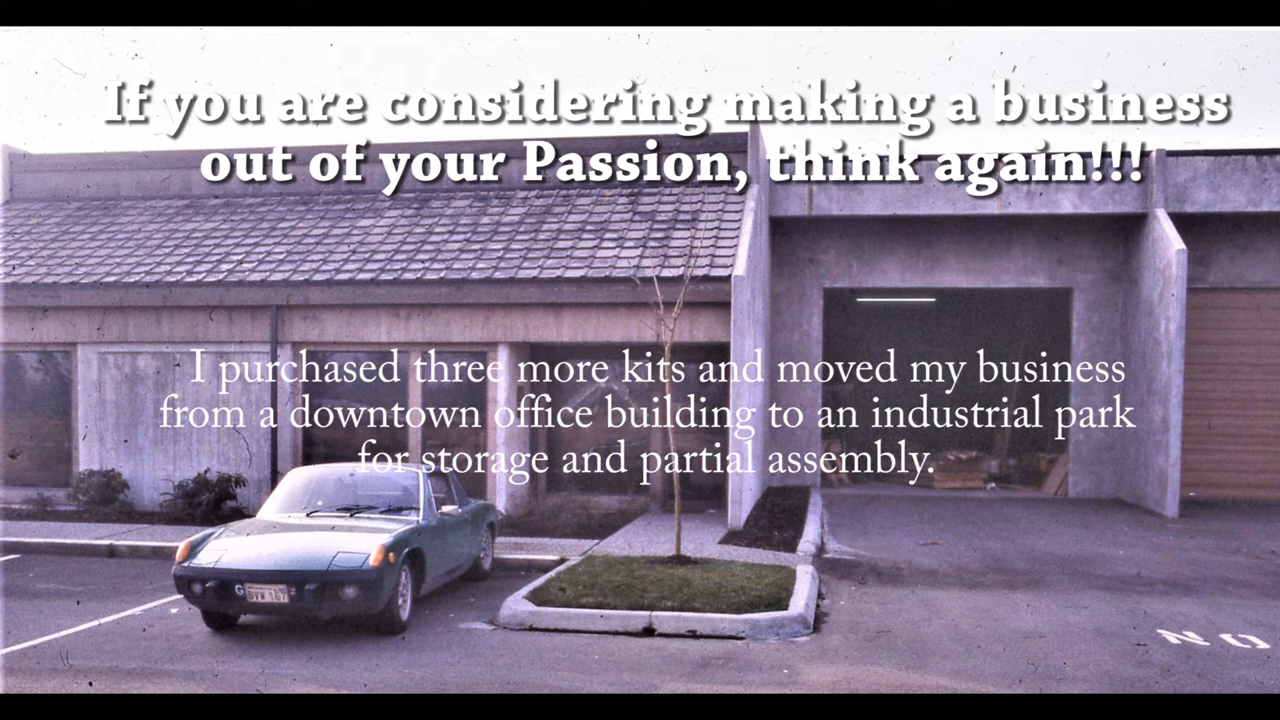 If you are considering making a business
out of your Passion, think again!!!
I purchased three more kits and moved my business
from a downtown office building to an industrial park
for storage and partial assembly.
NO